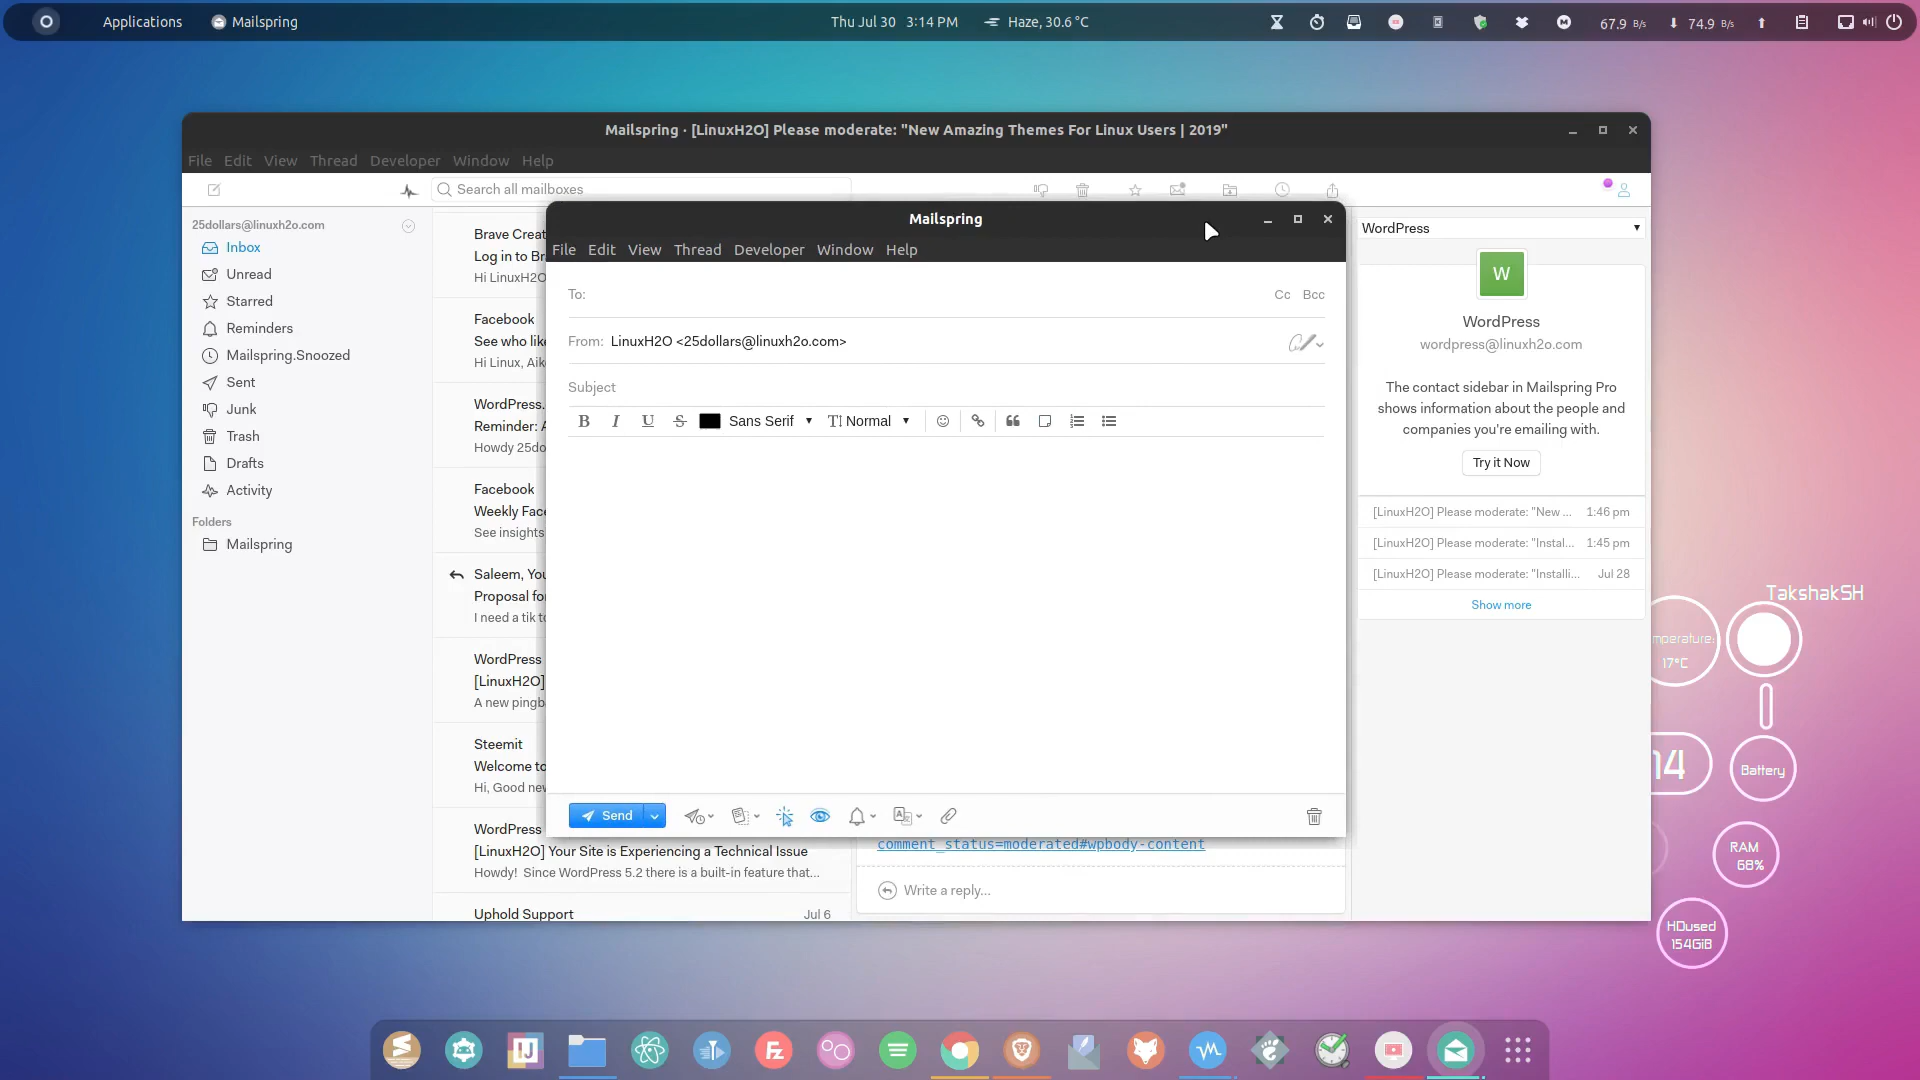 Applications
Mailspring
Thu Jul 30 3:14 PM
Haze, 30.6 °C
67.9 B/s
74.9 B/s
Mailspring · [LinuxH2O] Please moderate: "New Amazing Themes For Linux Users | 2019"
File Edit View Thread Developer Window Help
Search all mailboxes
25dollars@linuxh2o.com
Inbox
Unread
Starred
Reminders
Mailspring.Snoozed
Sent
Junk
Trash
Drafts
Activity
Folders
Mailspring
Brave Creat
Log in to Br
Hi LinuxH2O
Facebook
See who like
Hi Linux, Aik
WordPress.
Reminder: A
Howdy 25do
Facebook
Weekly Face
See insights
Saleem, You
Proposal for
I need a tik to
WordPress
[LinuxH2O]
A new pingb
Steemit
Welcome to
Hi, Good nev
WordPress
[LinuxH2O] Your Site is Experiencing a Technical Issue
Howdy! Since WordPress 5.2 there is a built-in feature that...
Uphold Support Jul 6
Mailspring
File Edit View Thread Developer Window Help
To: Cc Bcc
From: LinuxH2O <25dollars@linuxh2o.com>
Subject
B I U S Sans Serif Normal
Send
comment_status=moderated#wpbody-content
Write a reply...
WordPress
W
WordPress
wordpress@linuxh2o.com
The contact sidebar in Mailspring Pro
shows information about the people and
companies you're emailing with.
Try it Now
[LinuxH2O] Please moderate: "New ... 1:46 pm
[LinuxH2O] Please moderate: "Instal... 1:45 pm
[LinuxH2O] Please moderate: "Installi... Jul 28
Show more
TakshakSH
mperature:
17°C
14
Battery
RAM
68%
HDused
154GiB
IJ
FZ